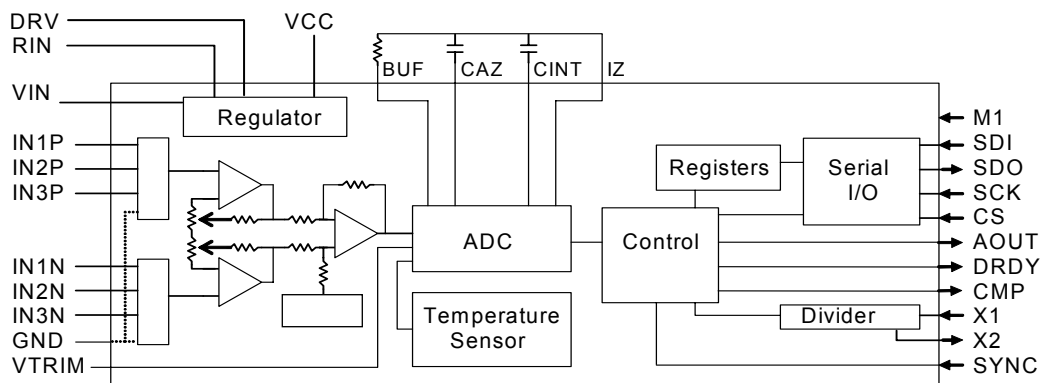 DRV
RIN
VCC
VIN
BUF
CAZ
CINT
IZ
Regulator
IN1P
IN2P
IN3P
IN1N
IN2N
IN3N
GND
VTRIM
ADC
Temperature
Sensor
Registers
Serial
I/O
Control
Divider
M1
SDI
SDO
SCK
CS
AOUT
DRDY
CMP
X1
X2
SYNC